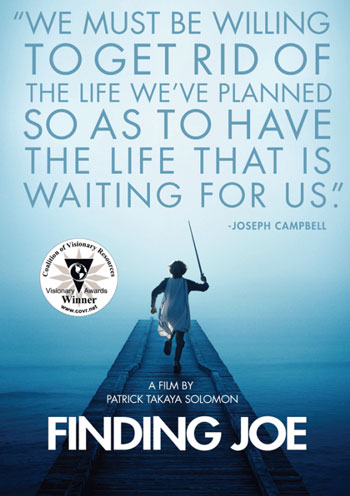 “WE MUST BE WILLING
TO GET RID OF
THE LIFE WE’VE PLANNED
SO AS TO HAVE
THE LIFE THAT IS
WAITING FOR US.”
-JOSEPH CAMPBELL
Coalition of Visionary Resources
Visionary Awards
Winner
www.covr.net
A FILM BY
PATRICK TAKAYA SOLOMON
FINDING JOE